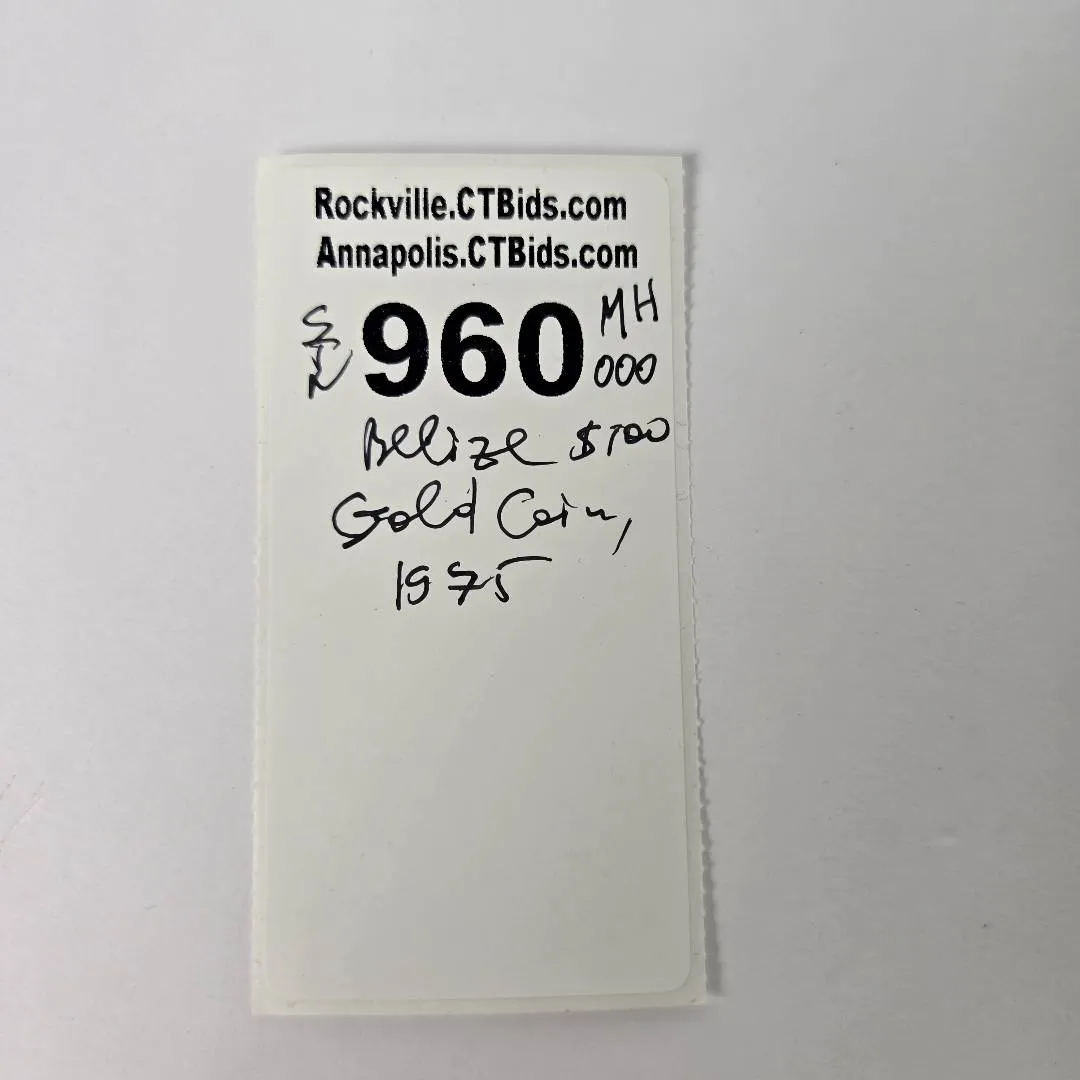 Rockville.CTBids.com
Annapolis.CTBids.com
960 MH
000
Belize $100
Gold Coin,
1975